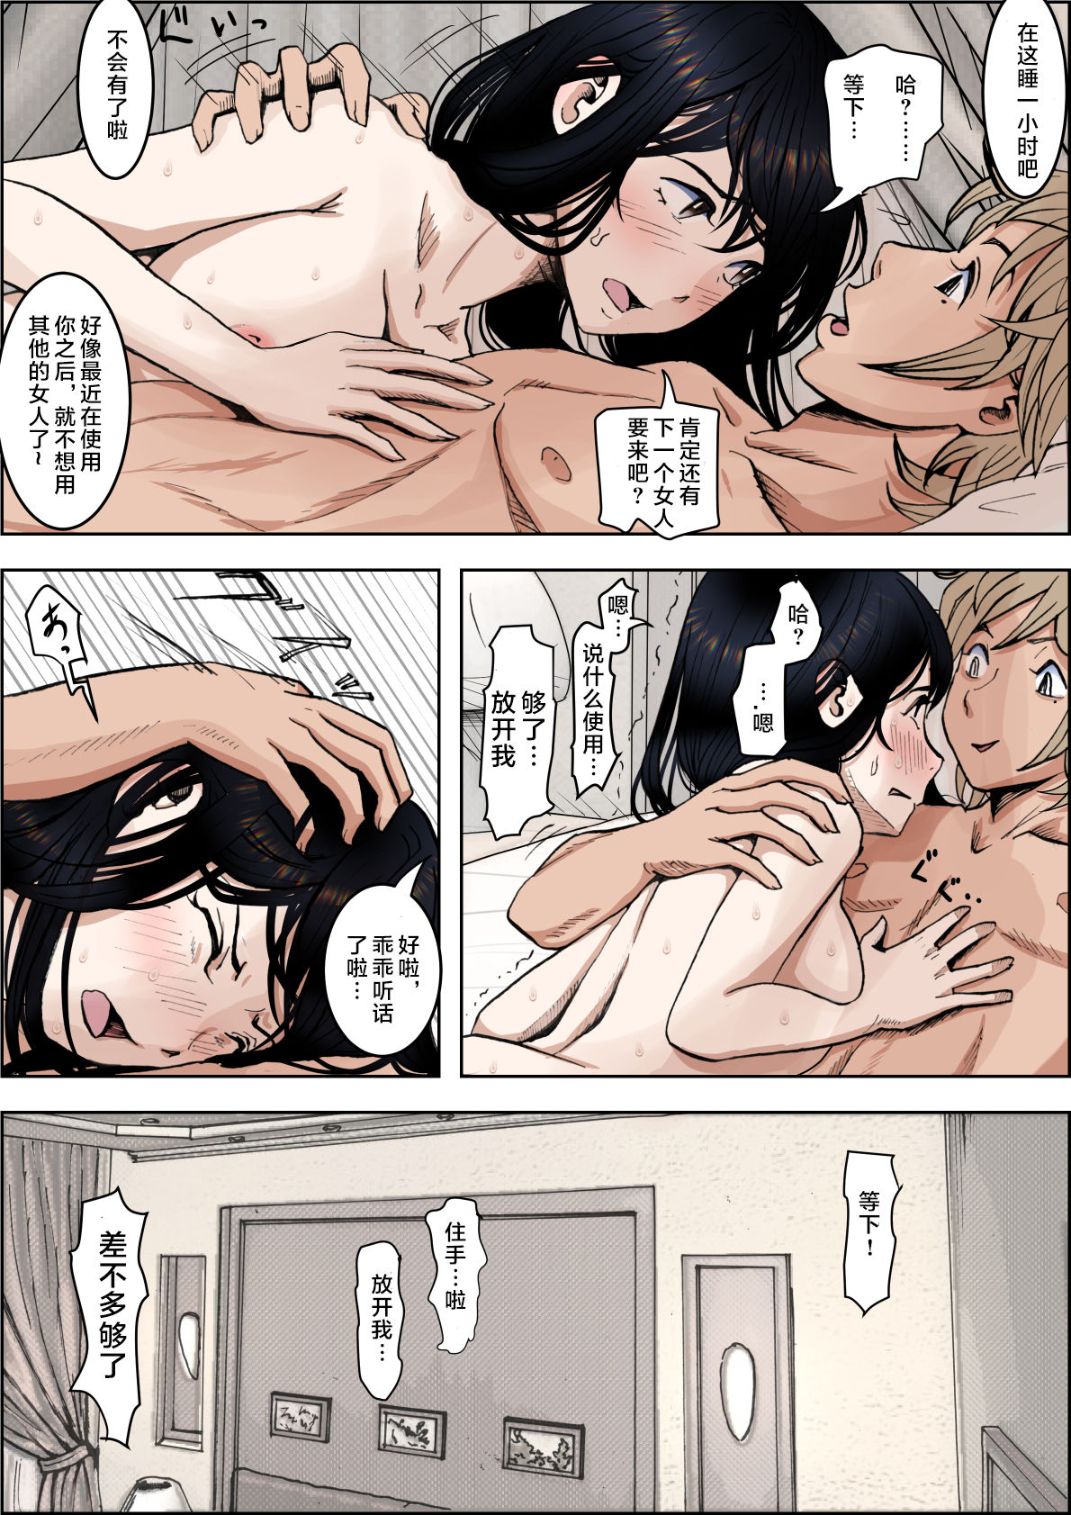 在这睡一小时吧
哈？……
等下…
不会有了啦
肯定还有
下一个女人
要来吧？
好像最近在使用
你之后，就不想用
其他的女人了~
哈？
…嗯
嗯…
说什么使用…
够了…
放开我
ぐぐ…
あっ
好啦，
乖乖听话
了啦…
等下！
住手…啦
放开我…
差不多够了